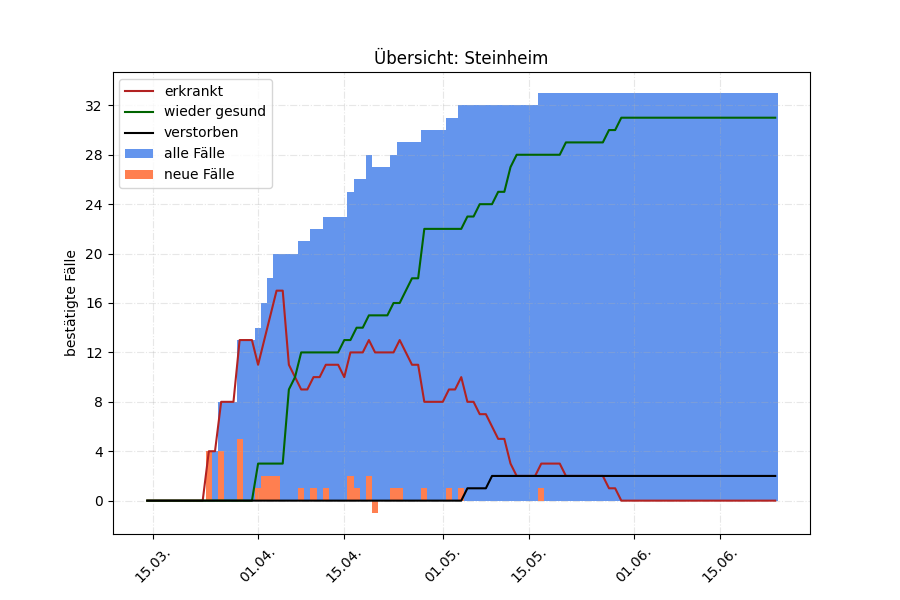 Übersicht: Steinheim
erkrankt
wieder gesund
verstorben
alle Fälle
neue Fälle
bestätigte Fälle
32
28
24
20
16
12
8
4
0
15.03.
01.04.
15.04.
01.05.
15.05.
01.06.
15.06.